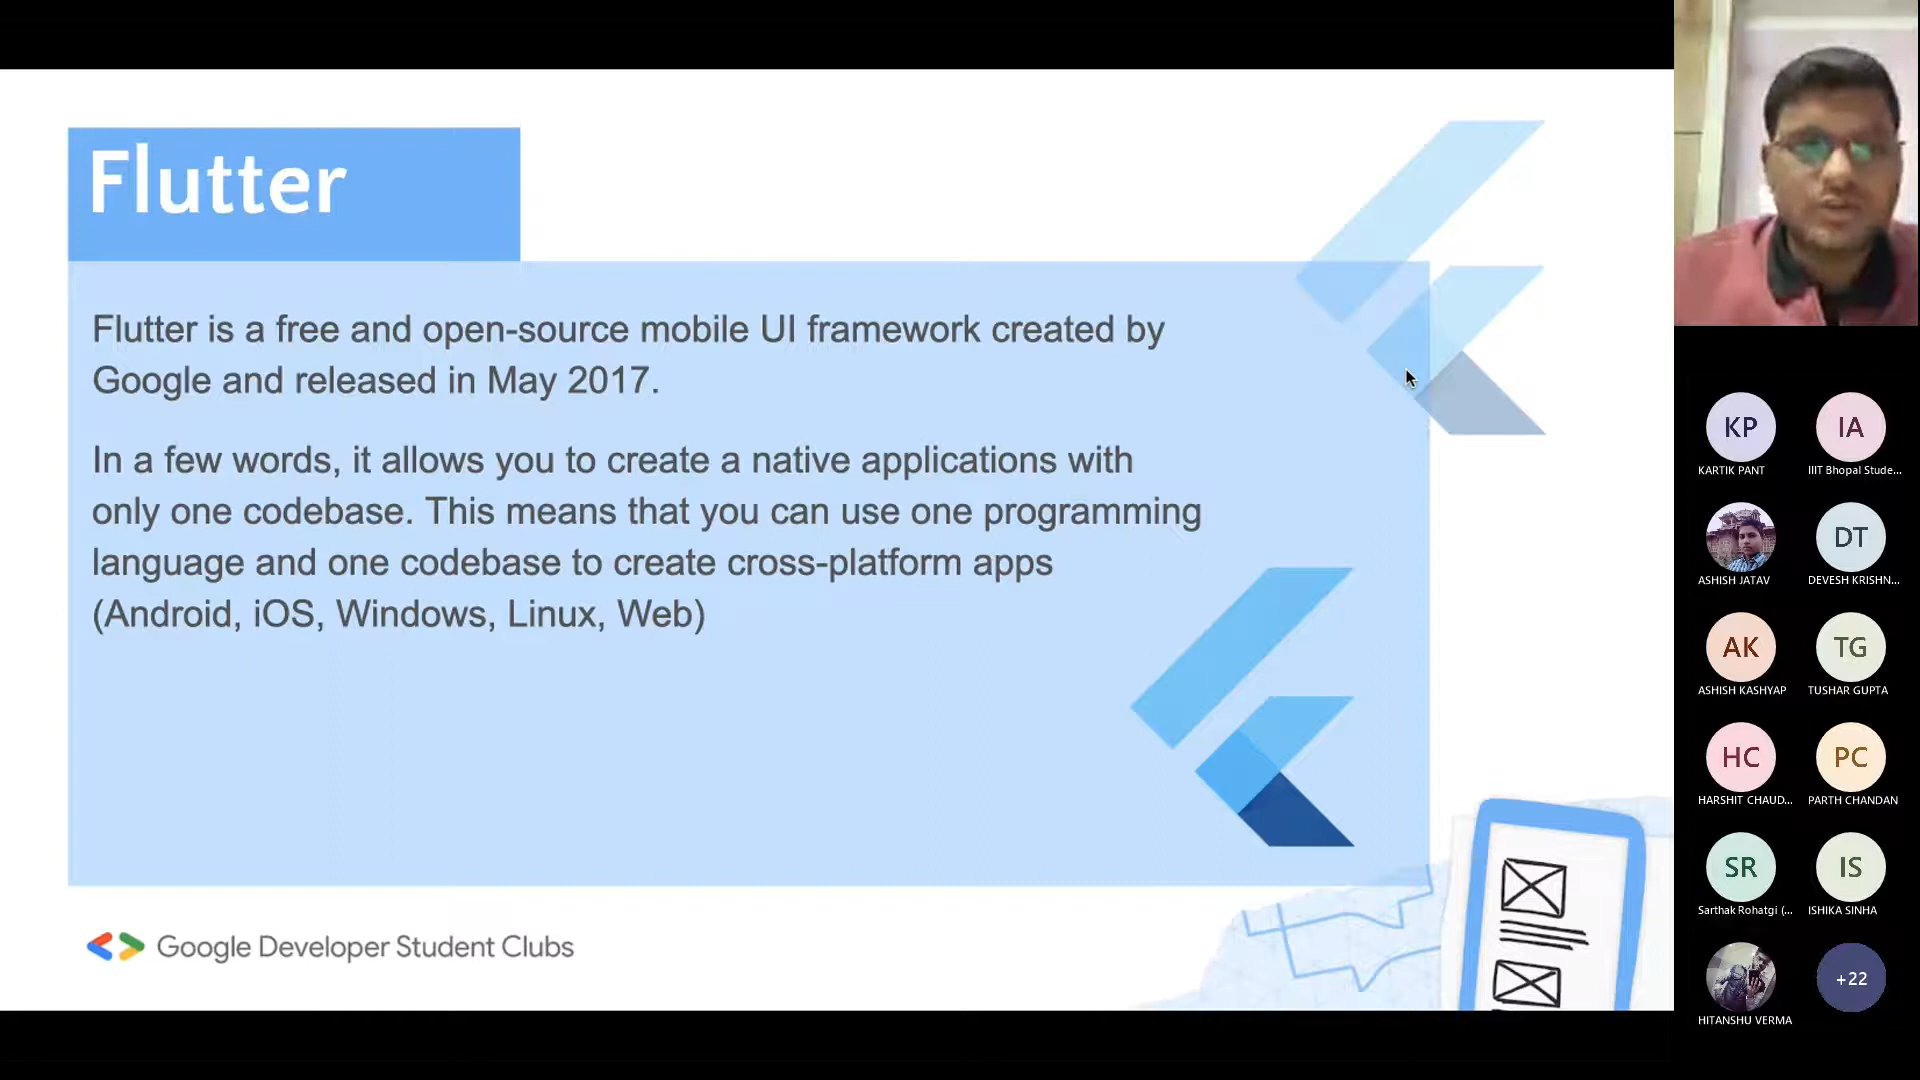 Flutter
Flutter is a free and open-source mobile UI framework created by
Google and released in May 2017.
In a few words, it allows you to create a native applications with
only one codebase. This means that you can use one programming
language and one codebase to create cross-platform apps
(Android, iOS, Windows, Linux, Web)
Google Developer Student Clubs
KP
IA
KARTIK PANT
IIIT Bhopal Stude...
ASHISH JATAV
DT
DEVESH KRISHN...
AK
TG
ASHISH KASHYAP
TUSHAR GUPTA
HC
PC
HARSHIT CHAUD...
PARTH CHANDAN
SR
IS
Sarthak Rohatgi (...
ISHIKA SINHA
+22
HITANSHU VERMA